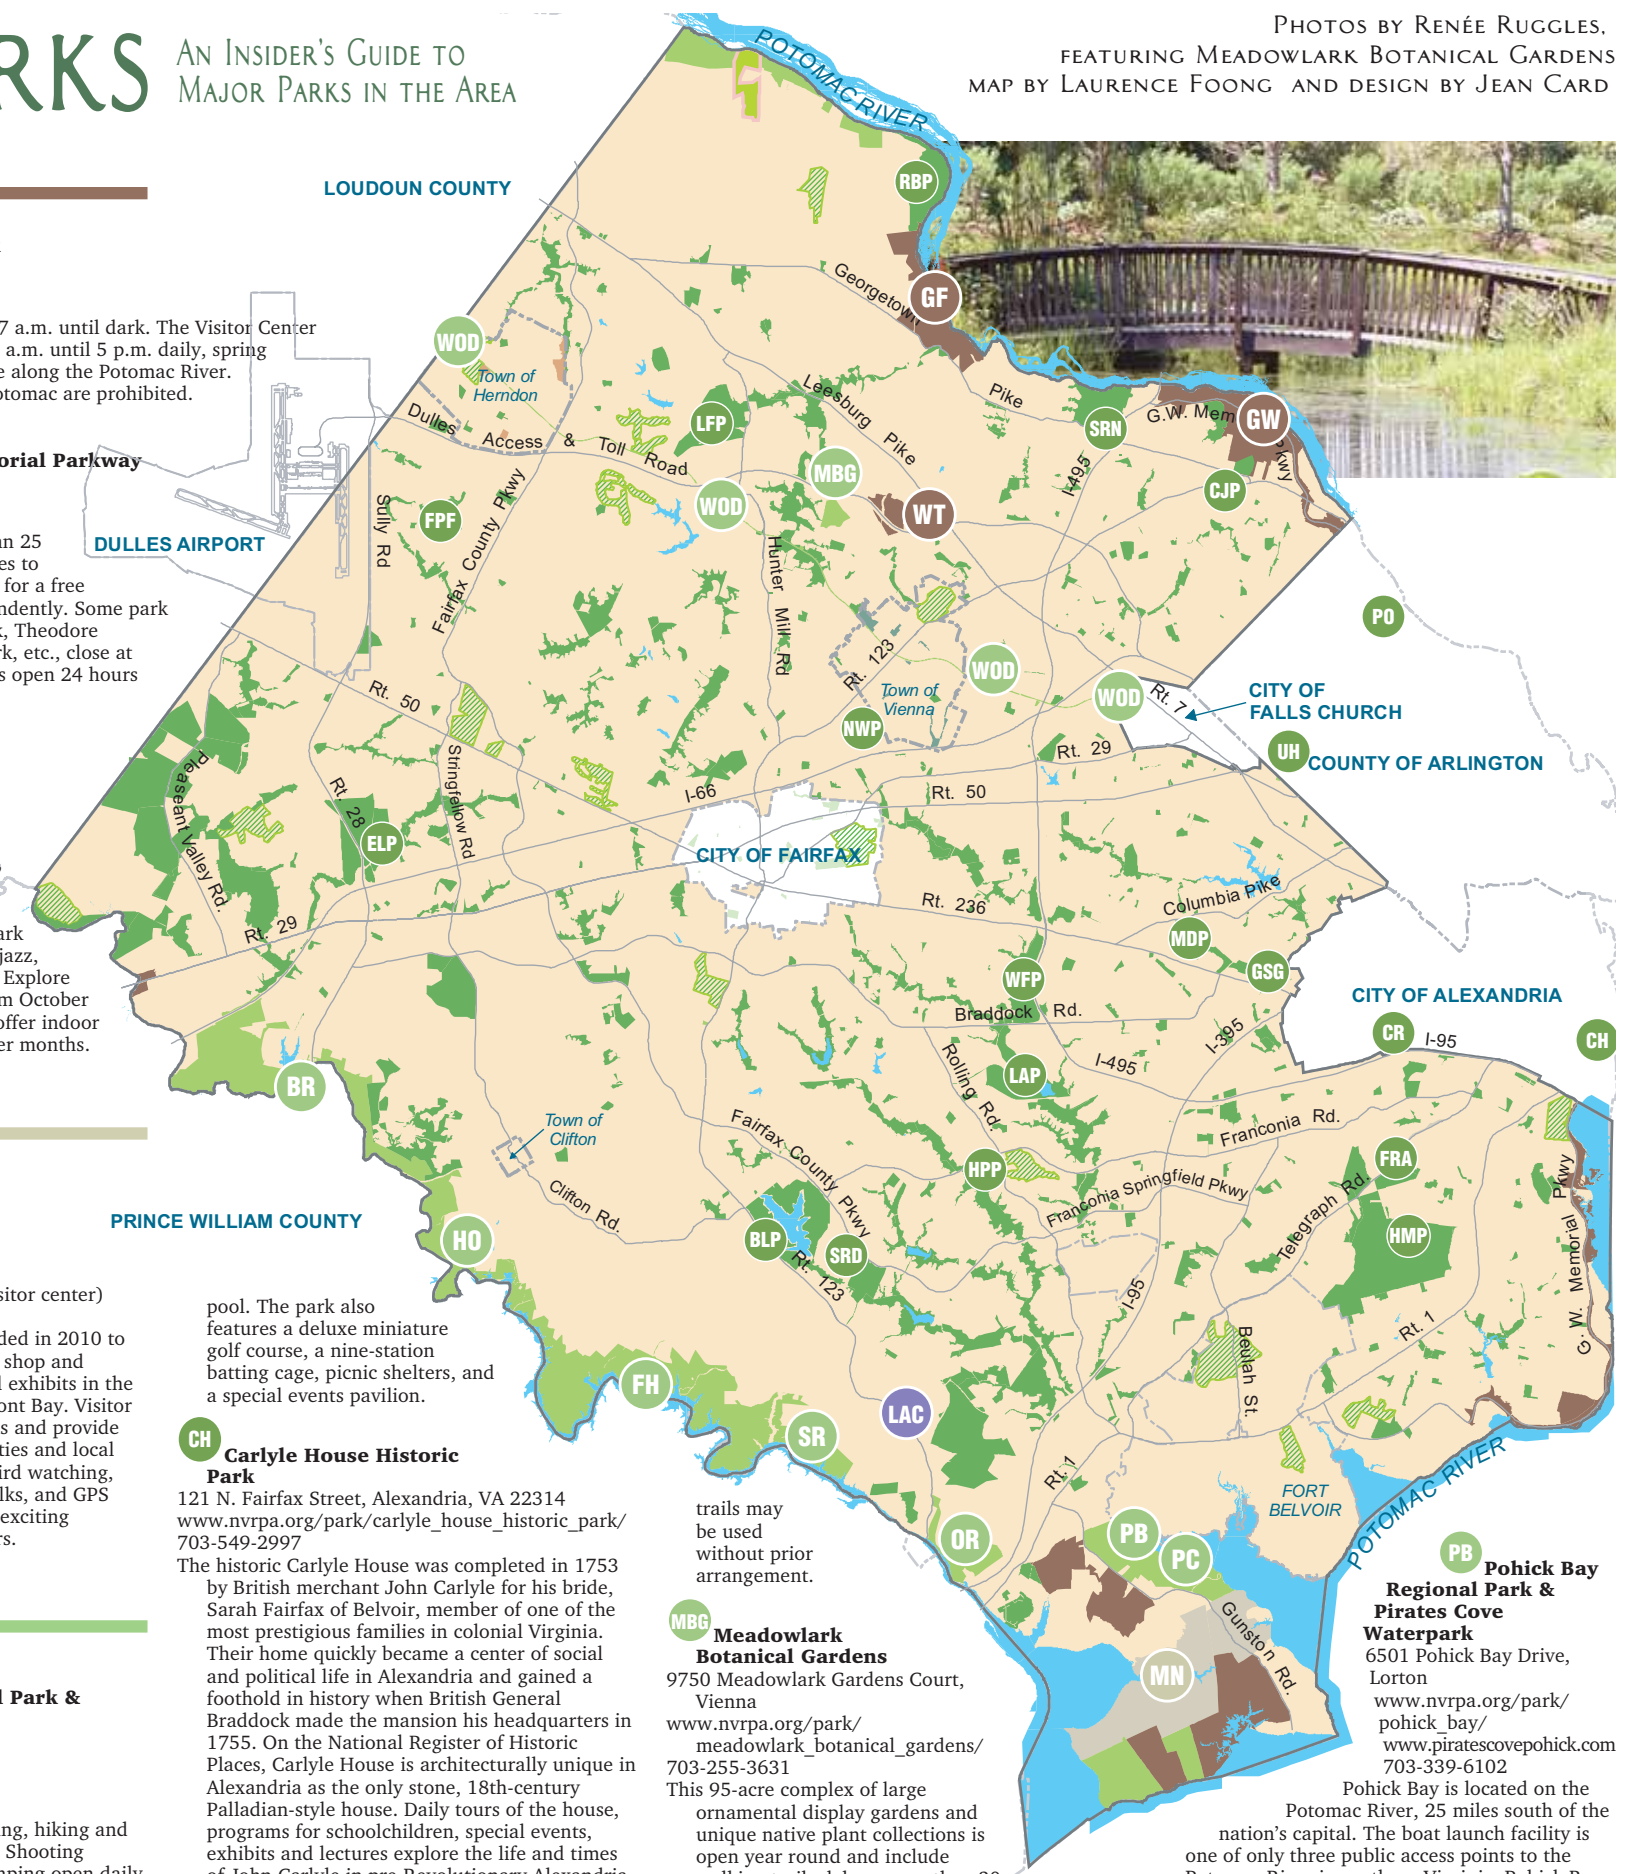 RKS
AN INSIDER'S GUIDE TO
MAJOR PARKS IN THE AREA
PHOTOS BY RENÉE RUGGLES,
FEATURING MEADOWLARK BOTANICAL GARDENS
MAP BY LAURENCE FOONG AND DESIGN BY JEAN CARD
POTOMAC RIVER
LOUDOUN COUNTY
RBP
Georgetown
Pike
GF
7 a.m. until dark. The Visitor Center
a.m. until 5 p.m. daily, spring
e along the Potomac River.
otomac are prohibited.
WOD
Town of
Herndon
Dulles
Access & Toll Road
LFP
Leesburg
Pike
SRN
G.W. Mem
Pkwy
GW
I-495
CJP
MBG
WOD
WT
orial Parkway
DULLES AIRPORT
Sully Rd
FPF
Fairfax County Pkwy
Hunter Mill Rd
an 25
es to
for a free
ndently. Some park
k, Theodore
rk, etc., close at
s open 24 hours
PO
Rt. 123
Town of
Vienna
WOD
WOD
Rt. 7
CITY OF
FALLS CHURCH
NWP
UH
COUNTY OF ARLINGTON
Rt. 50
Rt. 29
Pleasant Valley Rd.
Rt. 28
Stringfellow Rd
I-66
Rt. 50
ELP
CITY OF FAIRFAX
Rt. 236
Columbia Pike
Rt. 29
MDP
GSG
WFP
Braddock Rd.
ark
jazz,
Explore
m October
offer indoor
er months.
CITY OF ALEXANDRIA
CR
I-95
CH
I-395
I-495
Rolling Rd.
LAP
BR
Town of
Clifton
Fairfax County Pkwy
Franconia Rd.
HPP
FRA
Franconia Springfield Pkwy
Telegraph Rd.
G. W. Memorial Pkwy
Clifton Rd.
PRINCE WILLIAM COUNTY
HO
BLP
SRD
Rt. 123
HMP
I-95
Rt. 1
Beulah St.
sitor center)
ded in 2010 to
shop and
l exhibits in the
ont Bay. Visitor
s and provide
ties and local
ird watching,
lks, and GPS
exciting
rs.
pool. The park also
features a deluxe miniature
golf course, a nine-station
batting cage, picnic shelters, and
a special events pavilion.
FH
LAC
SR
Rt. 1
FORT
BELVOIR
POTOMAC RIVER
OR
PB
PC
Gunston Rd.
MN
CH
Carlyle House Historic
Park
121 N. Fairfax Street, Alexandria, VA 22314
www.nvrpa.org/park/carlyle_house_historic_park/
703-549-2997
The historic Carlyle House was completed in 1753
by British merchant John Carlyle for his bride,
Sarah Fairfax of Belvoir, member of one of the
most prestigious families in colonial Virginia.
Their home quickly became a center of social
and political life in Alexandria and gained a
foothold in history when British General
Braddock made the mansion his headquarters in
1755. On the National Register of Historic
Places, Carlyle House is architecturally unique in
Alexandria as the only stone, 18th-century
Palladian-style house. Daily tours of the house,
programs for schoolchildren, special events,
exhibits and lectures explore the life and times
of John Carlyle in pre-Revolutionary Alexandria
l Park &
ng, hiking and
Shooting
nping open daily
trails may
be used
without prior
arrangement.
MBG
Meadowlark
Botanical Gardens
9750 Meadowlark Gardens Court,
Vienna
www.nvrpa.org/park/
meadowlark_botanical_gardens/
703-255-3631
This 95-acre complex of large
ornamental display gardens and
unique native plant collections is
open year round and include
PB
Pohick Bay
Regional Park &
Pirates Cove
Waterpark
6501 Pohick Bay Drive,
Lorton
www.nvrpa.org/park/
pohick_bay/
www.piratescovepohick.com
703-339-6102
Pohick Bay is located on the
Potomac River, 25 miles south of the
nation's capital. The boat launch facility is
one of only three public access points to the